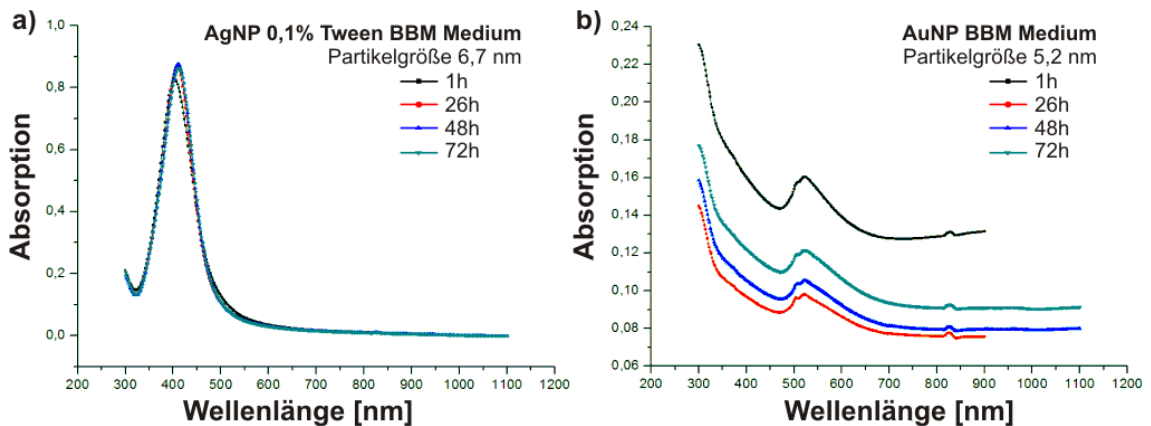 a)
AgNP 0,1% Tween BBM Medium
Partikelgröße 6,7 nm
1h
26h
48h
72h
1,0
0,8
0,6
0,4
0,2
0,0
Absorption
200 300 400 500 600 700 800 900 1000 1100 1200
Wellenlänge [nm]
b)
AuNP BBM Medium
Partikelgröße 5,2 nm
1h
26h
48h
72h
0,24
0,22
0,20
0,18
0,16
0,14
0,12
0,10
0,08
0,06
Absorption
200 300 400 500 600 700 800 900 1000 1100 1200
Wellenlänge [nm]